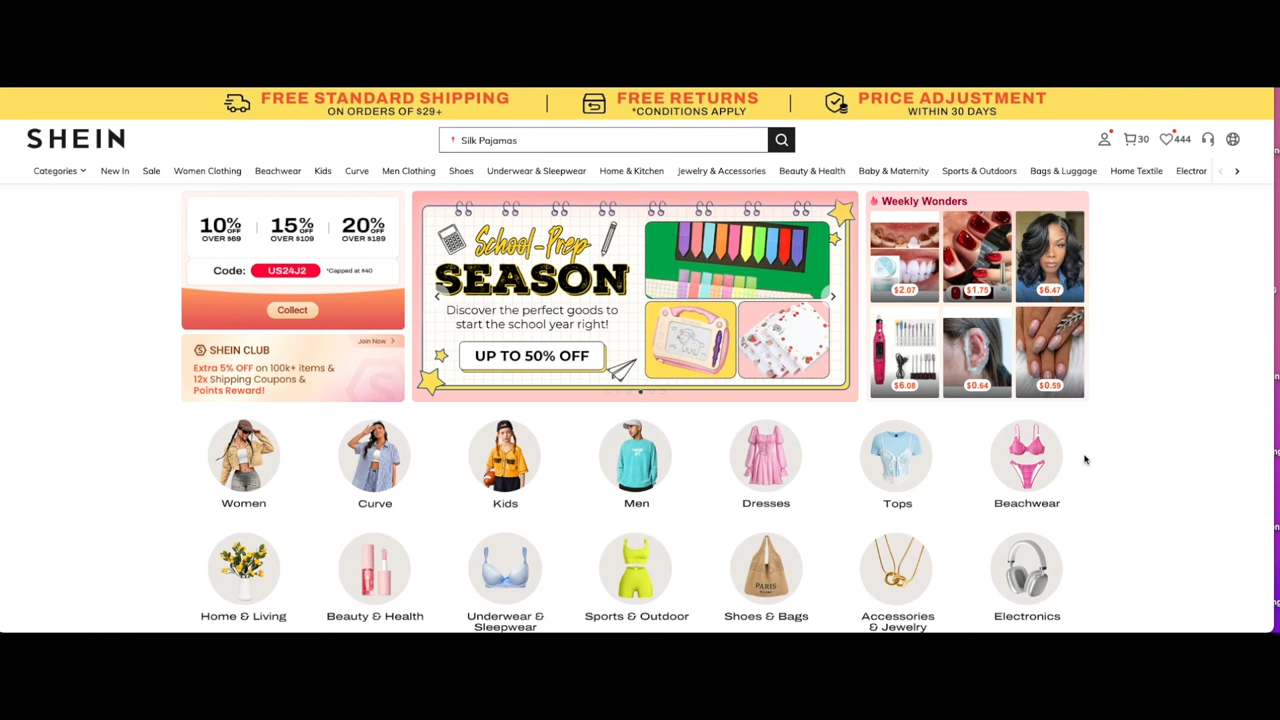 FREE STANDARD SHIPPING
ON ORDERS OF $29+
FREE RETURNS
*CONDITIONS APPLY
PRICE ADJUSTMENT
WITHIN 30 DAYS
SHEIN
Silk Pajamas
30
444
Categories
New In
Sale
Women Clothing
Beachwear
Kids
Curve
Men Clothing
Shoes
Underwear & Sleepwear
Home & Kitchen
Jewelry & Accessories
Beauty & Health
Baby & Maternity
Sports & Outdoors
Bags & Luggage
Home Textile
Electror
10% OFF
OVER $69
15% OFF
OVER $109
20% OFF
OVER $189
Code: US24J2 *Capped at $40
Collect
SHEIN CLUB
Join Now >
Extra 5% OFF on 100k+ items &
12x Shipping Coupons &
Points Reward!
School-Prep
SEASON
Discover the perfect goods to
start the school year right!
UP TO 50% OFF
Weekly Wonders
$2.07
$1.75
$6.47
$6.08
$0.64
$0.59
Women
Curve
Kids
Men
Dresses
Tops
Beachwear
PARIS
Home & Living
Beauty & Health
Underwear &
Sleepwear
Sports & Outdoor
Shoes & Bags
Accessories
& Jewelry
Electronics